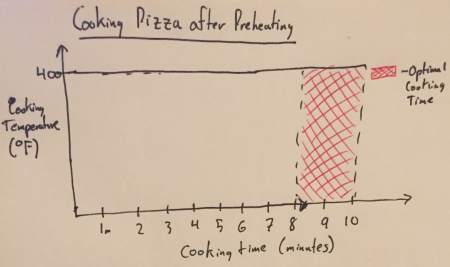 Cooking Pizza after Preheating
400
Cooking
Temperature
(°F)
-Optimal
Cooking
Time
1m 2 3 4 5 6 7 8 9 10
Cooking time (minutes)